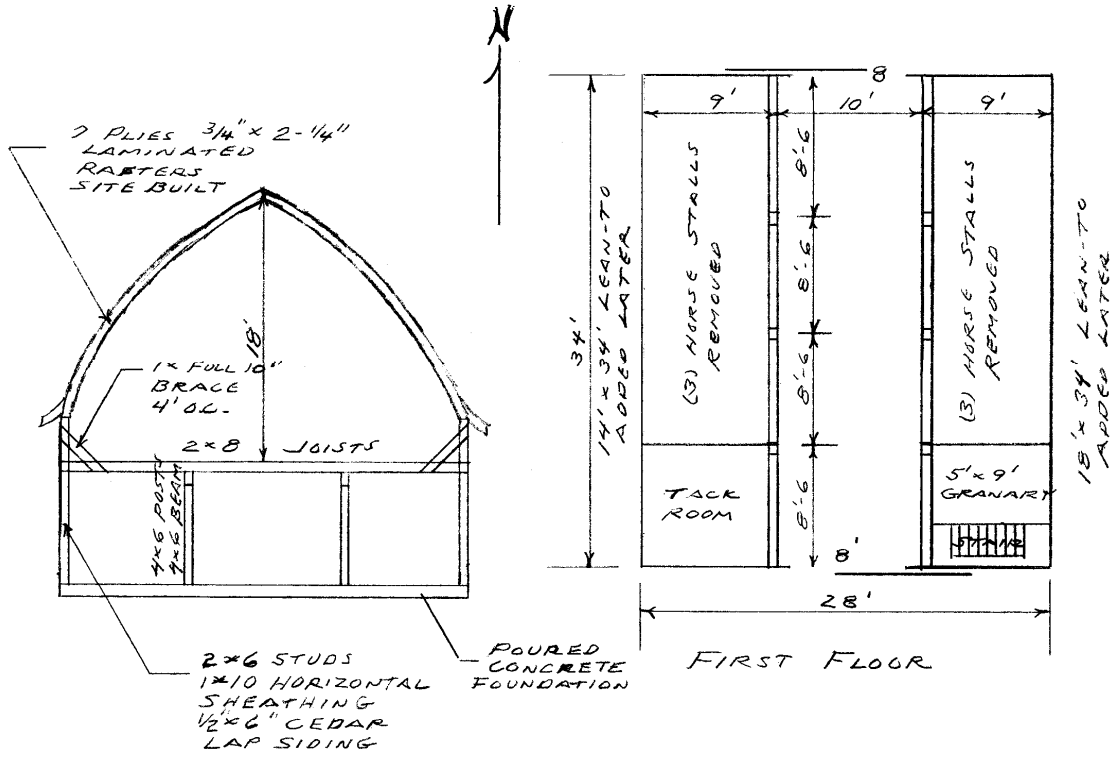 N
7 PLIES 3/4" x 2-1/4"
LAMINATED
RAFTERS
SITE BUILT
18'
1x FULL 10"
BRACE
4' O.C.
2x8 JOISTS
4x6 POSTS
4x6 BEAM
2x6 STUDS
1x10 HORIZONTAL
SHEATHING
1/2"x6" CEDAR
LAP SIDING
POURED
CONCRETE
FOUNDATION
8
9'
10'
9'
34'
14' x 34' LEAN-TO
ADDED LATER
(3) HORSE STALLS
REMOVED
8'-6
8'-6
8'-6
8'-6
(3) HORSE STALLS
REMOVED
18' x 34' LEAN-TO
ADDED LATER
TACK
ROOM
5'x9'
GRANARY
STAIR
8'
28'
FIRST FLOOR